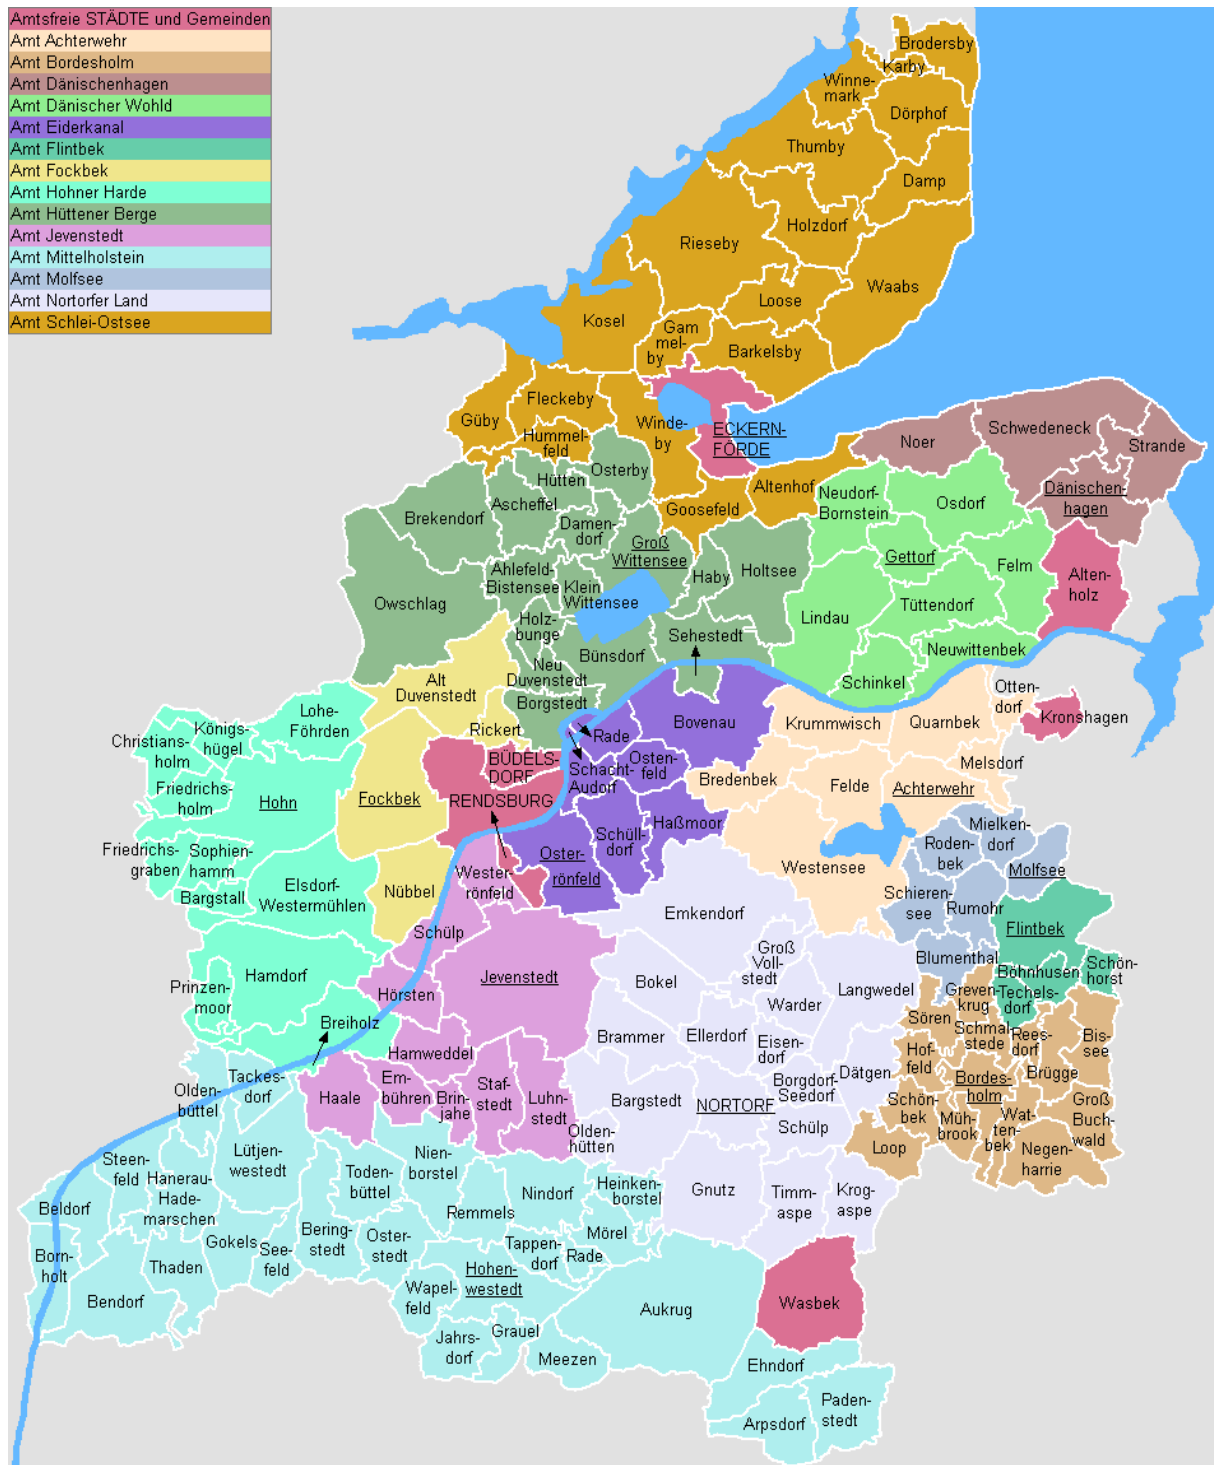 Amtsfreie STÄDTE und Gemeinden
Amt Achterwehr
Amt Bordesholm
Amt Dänischenhagen
Amt Dänischer Wohld
Amt Eiderkanal
Amt Flintbek
Amt Fockbek
Amt Hohner Harde
Amt Hüttener Berge
Amt Jevenstedt
Amt Mittelholstein
Amt Molfsee
Amt Nortorfer Land
Amt Schlei-Ostsee
Brodersby
Karby
Winne-
mark
Dörphof
Thumby
Damp
Holzdorf
Rieseby
Waabs
Loose
Kosel
Gam
mel-
by
Barkelsby
Fleckeby
Güby
Hummel-
feld
Winde-
by
ECKERN-
FÖRDE
Noer
Schwedeneck
Strande
Dänischen-
hagen
Altenhof
Goosefeld
Osterby
Hütten
Ascheffel
Brekendorf
Damen-
dorf
Groß
Wittensee
Neudorf-
Bornstein
Osdorf
Gettorf
Felm
Alten-
holz
Haby
Holtsee
Ahlefeld-
Bistensee
Klein
Wittensee
Owschlag
Holz-
bunge
Sehestedt
Lindau
Tüttendorf
Neuwittenbek
Bünsdorf
Neu
Duvenstedt
Schinkel
Alt
Duvenstedt
Borgstedt
Rickert
Lohe-
Föhrden
Königs-
hügel
Christians-
holm
Friedrichs-
holm
Hohn
Fockbek
BÜDELS-
DORF
RENDSBURG
Rade
Schacht-
Audorf
Bovenau
Osten-
feld
Krummwisch
Quarnbek
Otten-
dorf
Kronshagen
Melsdorf
Bredenbek
Felde
Achterwehr
Haßmoor
Schüll-
dorf
Oster-
rönfeld
Wester-
rönfeld
Westensee
Mielken-
dorf
Roden-
bek
Molfsee
Schieren-
see
Rumohr
Flintbek
Blumenthal
Böhnhusen
Schön-
horst
Techels-
dorf
Friedrichs-
graben
Sophien-
hamm
Bargstall
Elsdorf-
Westermühlen
Nübbel
Schülp
Hamdorf
Prinzen-
moor
Hörsten
Breiholz
Jevenstedt
Emkendorf
Groß
Voll-
stedt
Bokel
Warder
Langwedel
Greven-
krug
Sören
Schmal-
stede
Rees-
dorf
Bis-
see
Brammer
Ellerdorf
Eisen-
dorf
Hof-
feld
Bordes-
holm
Brügge
Hamweddel
Haale
Em-
bühren
Brin-
jahe
Staf-
stedt
Luhn-
stedt
Bargstedt
NORTORF
Borgdorf-
Seedorf
Dätgen
Schülp
Schön-
bek
Müh-
brook
Wat-
ten-
bek
Groß
Buch-
wald
Negen-
harrie
Loop
Olden-
hütten
Olden-
büttel
Tackes-
dorf
Steen-
feld
Hanerau-
Hade-
marschen
Lütjen-
westedt
Toden-
büttel
Nien-
borstel
Nindorf
Heinken-
borstel
Gnutz
Timm-
aspe
Krog-
aspe
Beldorf
Remmels
Mörel
Born-
holt
Thaden
Gokels
See-
feld
Bering-
stedt
Oster-
stedt
Tappen-
dorf
Rade
Hohen-
westedt
Wapel-
feld
Bendorf
Aukrug
Wasbek
Jahrs-
dorf
Grauel
Meezen
Ehndorf
Arpsdorf
Paden-
stedt